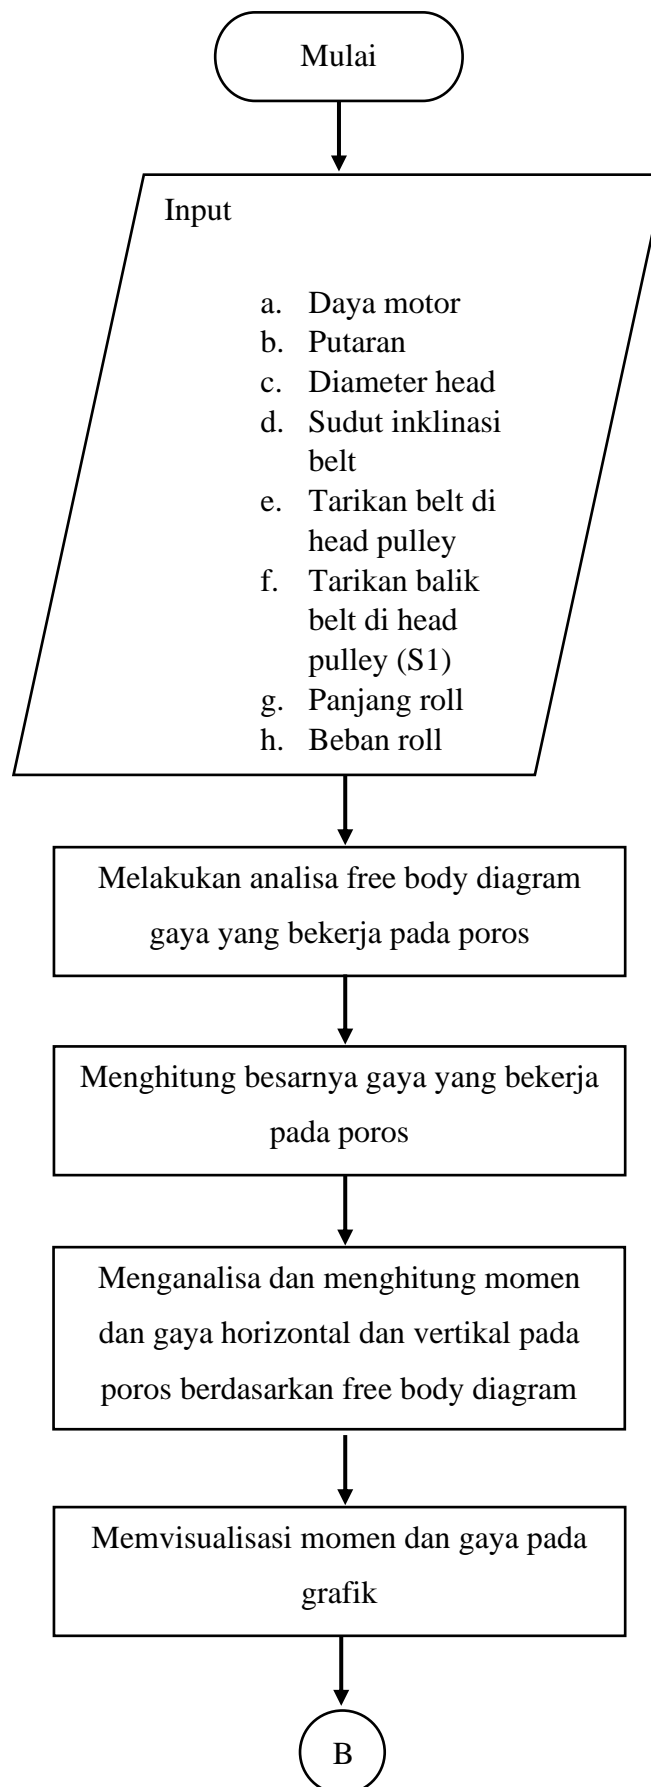 Mulai
Input
a. Daya motor
b. Putaran
c. Diameter head
d. Sudut inklinasi
belt
e. Tarikan belt di
head pulley
f. Tarikan balik
belt di head
pulley (S1)
g. Panjang roll
h. Beban roll
Melakukan analisa free body diagram
gaya yang bekerja pada poros
Menghitung besarnya gaya yang bekerja
pada poros
Menganalisa dan menghitung momen
dan gaya horizontal dan vertikal pada
poros berdasarkan free body diagram
Memvisualisasi momen dan gaya pada
grafik
B